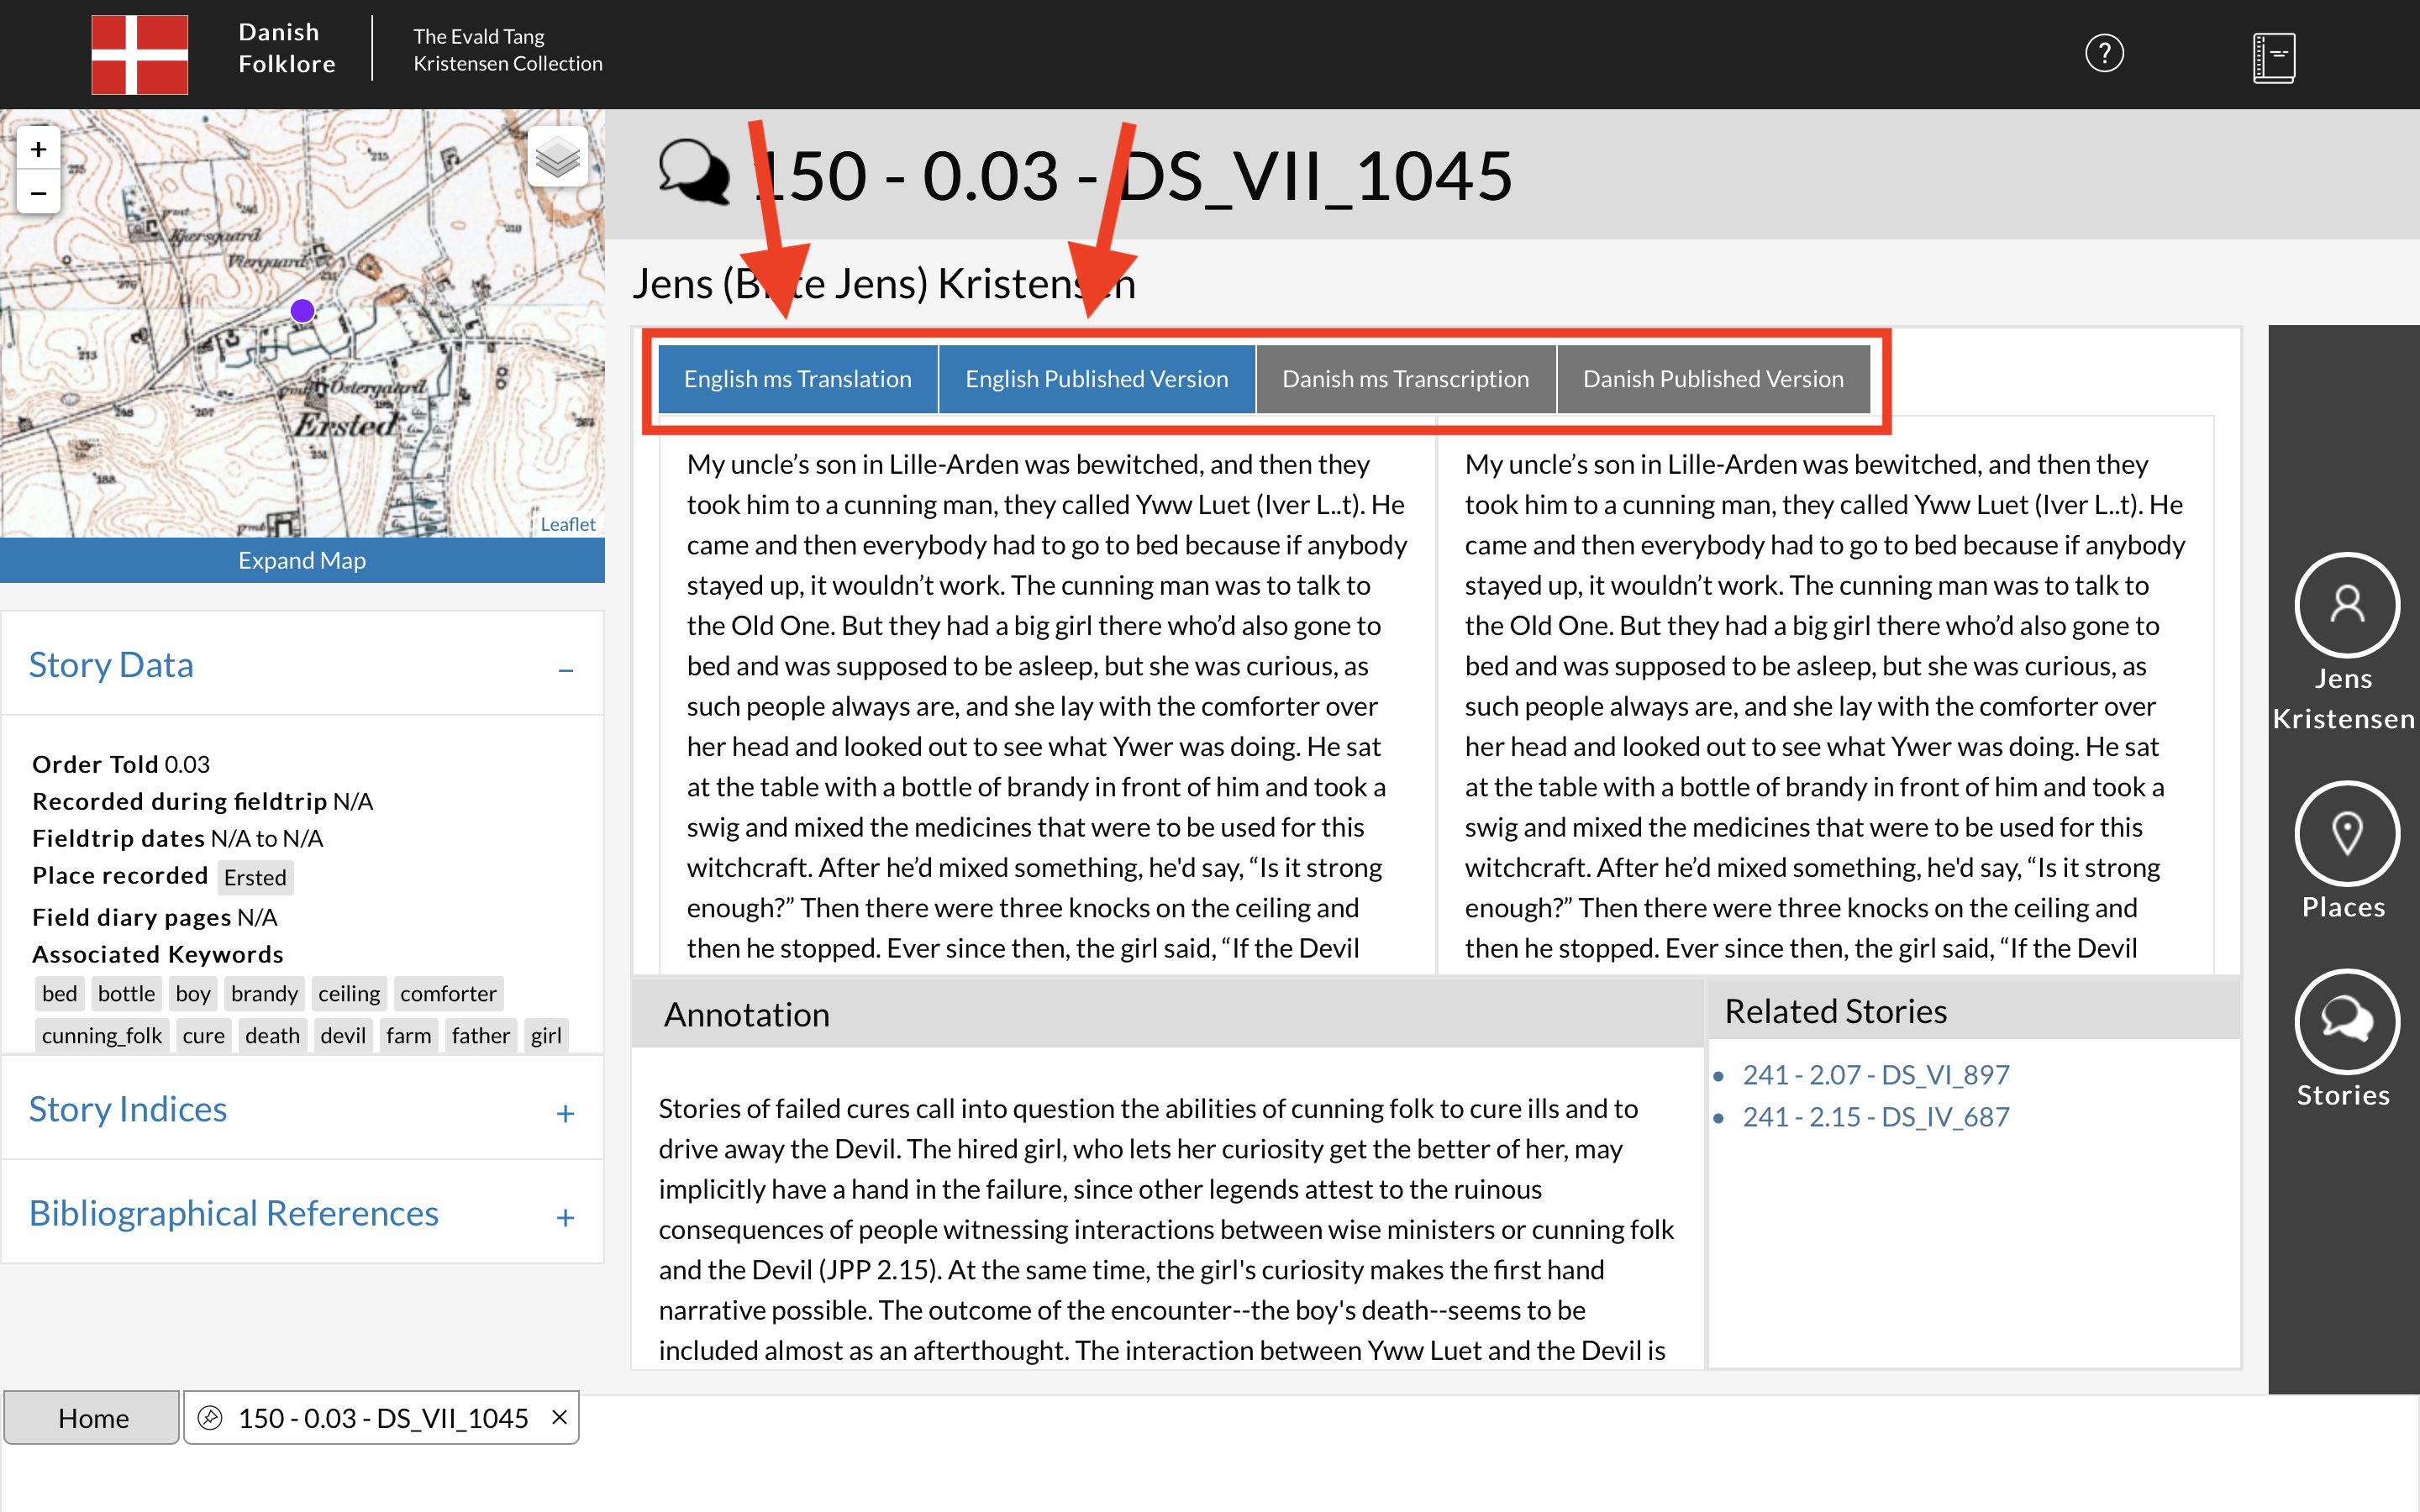 Danish
Folklore
The Evald Tang
Kristensen Collection
?
+
−
Kjærsgaard
Viergaard
Østergaard
Ersted
Leaflet
Expand Map
Story Data
–
Order Told 0.03
Recorded during fieldtrip N/A
Fieldtrip dates N/A to N/A
Place recorded Ersted
Field diary pages N/A
Associated Keywords
bed bottle boy brandy ceiling comforter
cunning_folk cure death devil farm father girl
Story Indices +
Bibliographical References +
150 - 0.03 - DS_VII_1045
Jens ( Jens) Kristensen
English ms Translation
English Published Version
Danish ms Transcription
Danish Published Version
My uncle’s son in Lille-Arden was bewitched, and then they
took him to a cunning man, they called Yww Luet (Iver L..t). He
came and then everybody had to go to bed because if anybody
stayed up, it wouldn’t work. The cunning man was to talk to
the Old One. But they had a big girl there who’d also gone to
bed and was supposed to be asleep, but she was curious, as
such people always are, and she lay with the comforter over
her head and looked out to see what Ywer was doing. He sat
at the table with a bottle of brandy in front of him and took a
swig and mixed the medicines that were to be used for this
witchcraft. After he’d mixed something, he'd say, “Is it strong
enough?” Then there were three knocks on the ceiling and
then he stopped. Ever since then, the girl said, “If the Devil
My uncle’s son in Lille-Arden was bewitched, and then they
took him to a cunning man, they called Yww Luet (Iver L..t). He
came and then everybody had to go to bed because if anybody
stayed up, it wouldn’t work. The cunning man was to talk to
the Old One. But they had a big girl there who’d also gone to
bed and was supposed to be asleep, but she was curious, as
such people always are, and she lay with the comforter over
her head and looked out to see what Ywer was doing. He sat
at the table with a bottle of brandy in front of him and took a
swig and mixed the medicines that were to be used for this
witchcraft. After he’d mixed something, he'd say, “Is it strong
enough?” Then there were three knocks on the ceiling and
then he stopped. Ever since then, the girl said, “If the Devil
Annotation
Stories of failed cures call into question the abilities of cunning folk to cure ills and to
drive away the Devil. The hired girl, who lets her curiosity get the better of her, may
implicitly have a hand in the failure, since other legends attest to the ruinous
consequences of people witnessing interactions between wise ministers or cunning folk
and the Devil (JPP 2.15). At the same time, the girl's curiosity makes the first hand
narrative possible. The outcome of the encounter--the boy's death--seems to be
included almost as an afterthought. The interaction between Yww Luet and the Devil is
Related Stories
• 241 - 2.07 - DS_VI_897
• 241 - 2.15 - DS_IV_687
Jens
Kristensen
Places
Stories
Home
150 - 0.03 - DS_VII_1045 ×